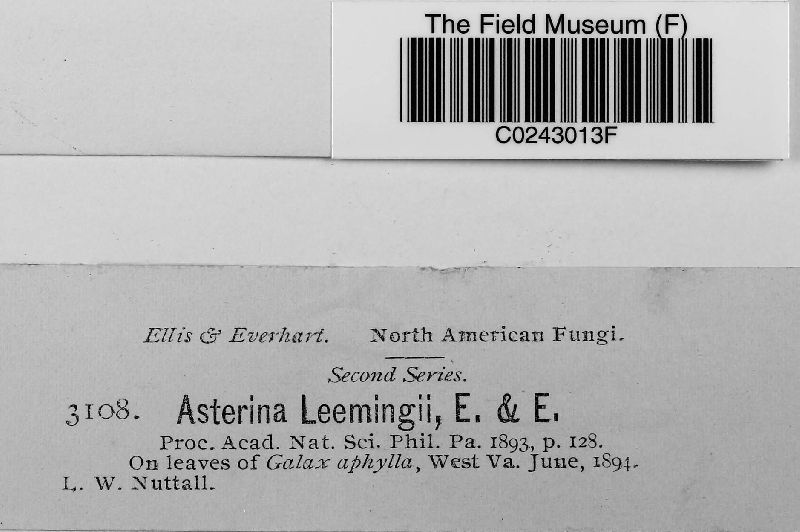 The Field Museum (F)
C0243013F
Ellis & Everhart. North American Fungi.
Second Series.
3108. Asterina Leemingii, E. & E.
Proc. Acad. Nat. Sci. Phil. Pa. 1893, p. 128.
On leaves of Galax aphylla, West Va. June, 1894.
L. W. Nuttall.